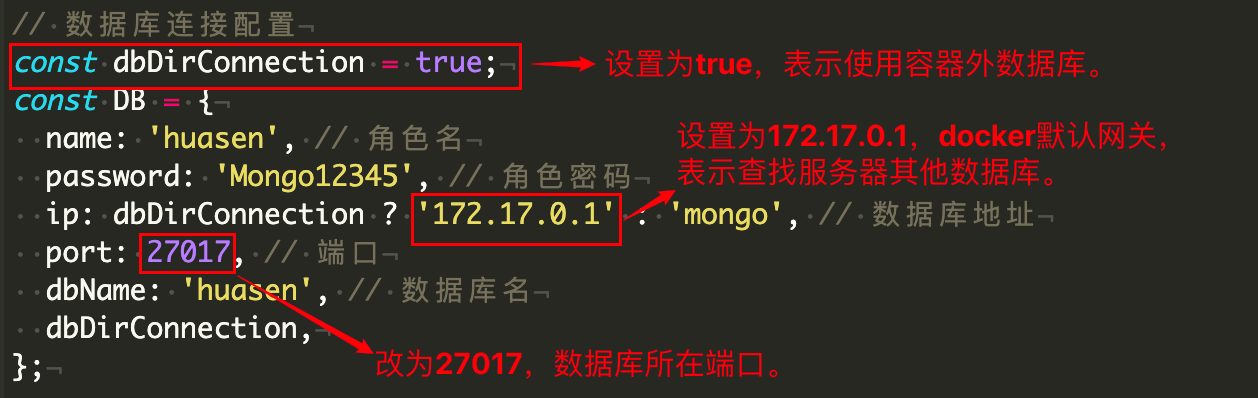 // 数据库连接配置
const dbDirConnection = true;
设置为true，表示使用容器外数据库。
const DB = {
name: 'huasen', // 角色名
设置为172.17.0.1，docker默认网关，
表示查找服务器其他数据库。
password: 'Mongo12345', // 角色密码
ip: dbDirConnection ? '172.17.0.1' : 'mongo', // 数据库地址
port: 27017, // 端口
dbName: 'huasen', // 数据库名
dbDirConnection,
改为27017，数据库所在端口。
};